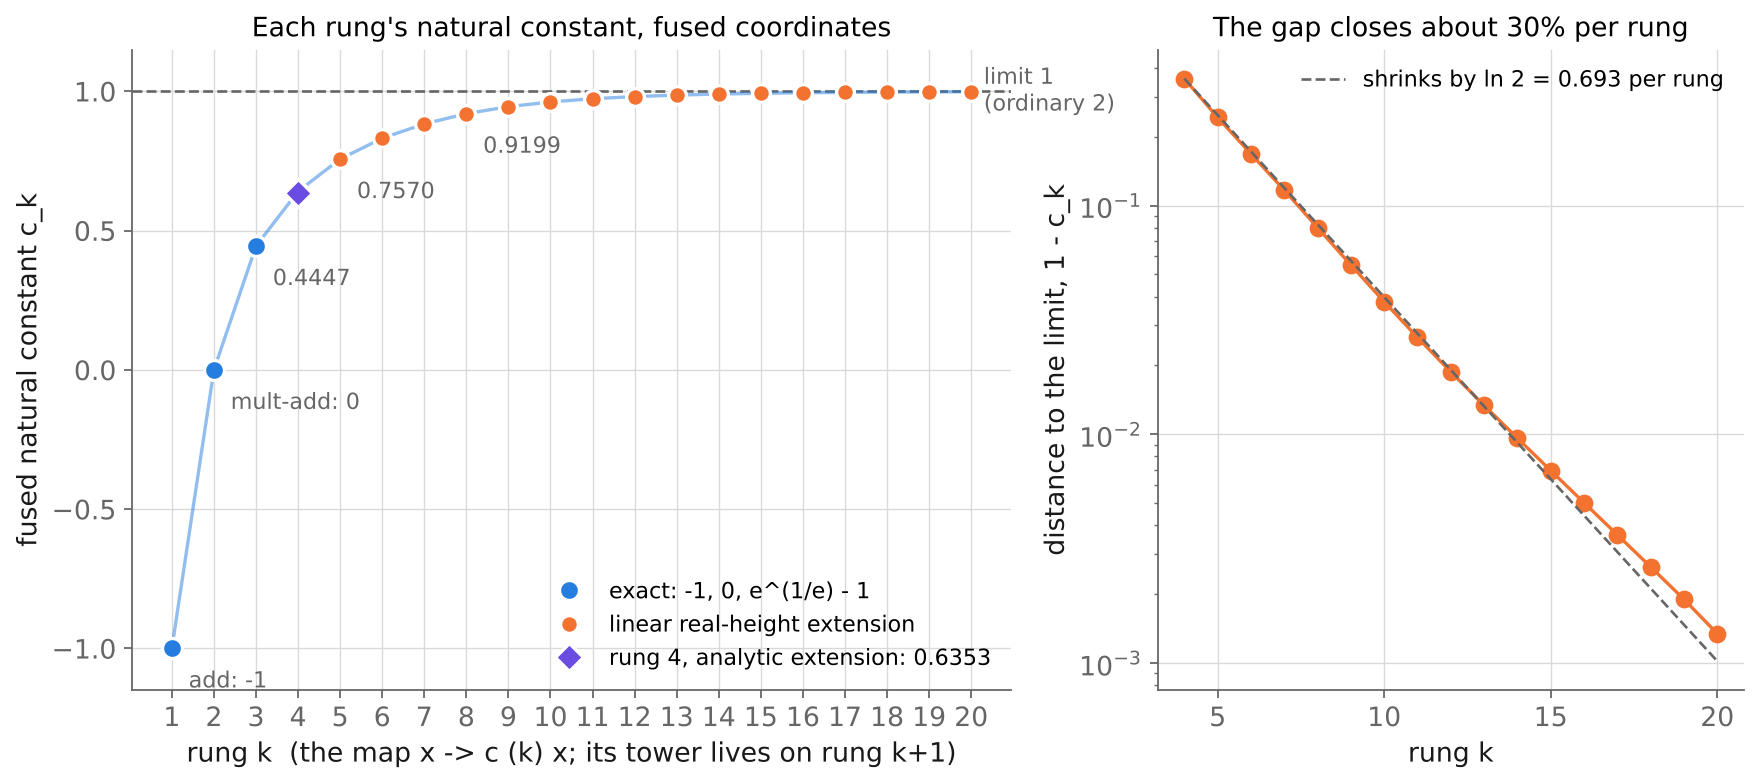 Each rung's natural constant, fused coordinates
fused natural constant c_k
1.0
0.5
0.0
−0.5
−1.0
limit 1
(ordinary 2)
0.9199
0.7570
0.4447
mult-add: 0
add: -1
exact: -1, 0, e^(1/e) - 1
linear real-height extension
rung 4, analytic extension: 0.6353
1 2 3 4 5 6 7 8 9 10 11 12 13 14 15 16 17 18 19 20
rung k  (the map x -> c (k) x; its tower lives on rung k+1)
The gap closes about 30% per rung
shrinks by ln 2 = 0.693 per rung
distance to the limit, 1 - c_k
10⁻¹
10⁻²
10⁻³
5 10 15 20
rung k